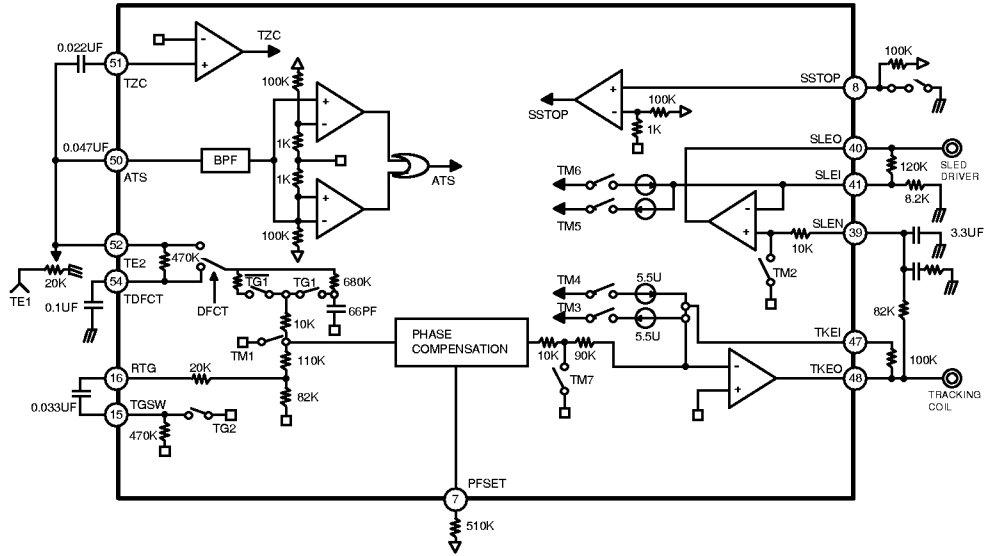 0.022UF
51
TZC
-
+
TZC
100K
1K
1K
100K
+
-
+
-
ATS
0.047UF
50
ATS
BPF
52
TE2
470K
20K
TE1
54
TDFCT
0.1UF
DFCT
TG1
TG1
680K
66PF
10K
TM1
110K
16
RTG
20K
82K
0.033UF
15
TGSW
470K
TG2
PHASE
COMPENSATION
7
PFSET
510K
SSTOP
8
100K
+
-
SSTOP
100K
1K
SLEO
40
SLED
DRIVER
120K
SLEI
41
8.2K
TM6
TM5
-
+
SLEN
39
10K
TM2
3.3UF
82K
TM4
5.5U
TM3
5.5U
10K
90K
TM7
-
+
TKEI
47
100K
TKEO
48
TRACKING
COIL